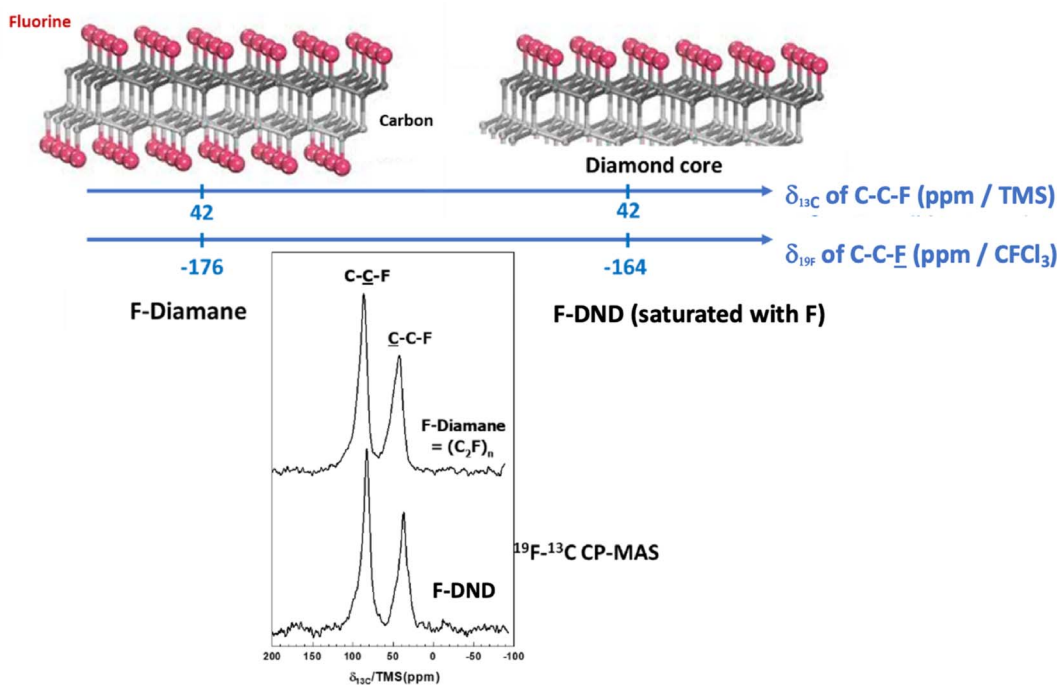 Fluorine
Carbon
Diamond core
δ13C of C-C-F (ppm / TMS)
42
42
δ19F of C-C-F (ppm / CFCl3)
-176
-164
F-Diamane
F-DND (saturated with F)
C-C-F
C-C-F
F-Diamane
= (C2F)n
19F-13C CP-MAS
F-DND
200 150 100 50 0 -50 -100
δ13C/TMS(ppm)